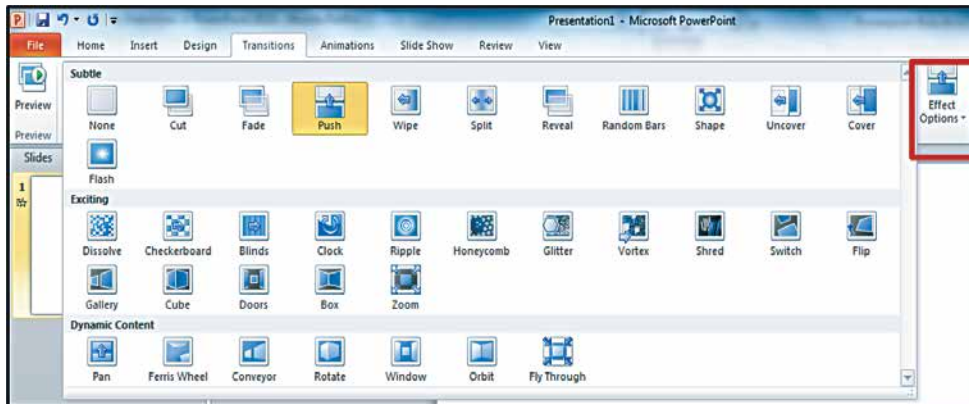 Presentation1 - Microsoft PowerPoint
File Home Insert Design Transitions Animations Slide Show Review View
Preview
Preview
Slides
1
Subtle
None Cut Fade Push Wipe Split Reveal Random Bars Shape Uncover Cover
Flash
Exciting
Dissolve Checkerboard Blinds Clock Ripple Honeycomb Glitter Vortex Shred Switch Flip
Gallery Cube Doors Box Zoom
Dynamic Content
Pan Ferris Wheel Conveyor Rotate Window Orbit Fly Through
Effect
Options